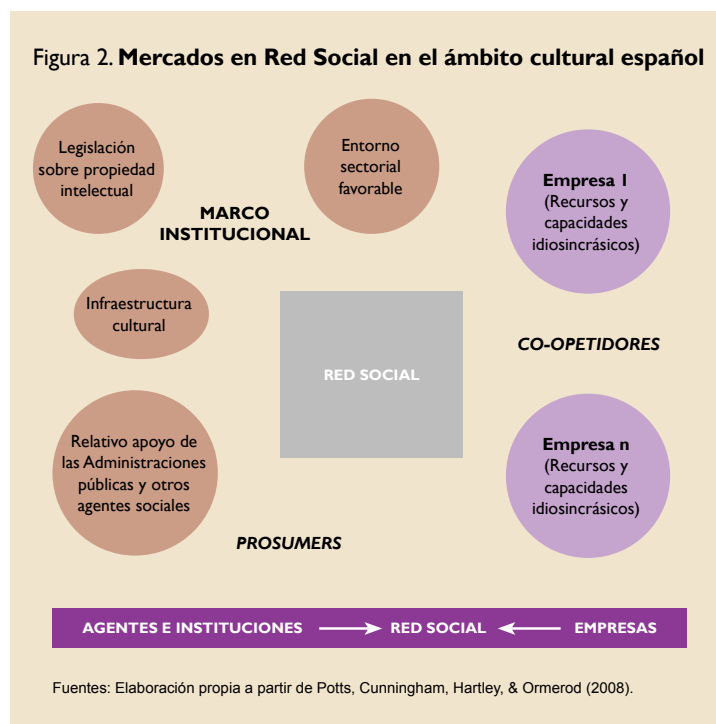 Figura 2. Mercados en Red Social en el ámbito cultural español
Legislación
sobre propiedad
intelectual
Entorno
sectorial
favorable
MARCO
INSTITUCIONAL
Empresa 1
(Recursos y
capacidades
idiosincrásicos)
Infraestructura
cultural
RED SOCIAL
CO-OPETIDORES
Relativo apoyo de
las Administraciones
públicas y otros
agentes sociales
Empresa n
(Recursos y
capacidades
idiosincrásicos)
PROSUMERS
AGENTES E INSTITUCIONES → RED SOCIAL ← EMPRESAS
Fuentes: Elaboración propia a partir de Potts, Cunningham, Hartley, & Ormerod (2008).